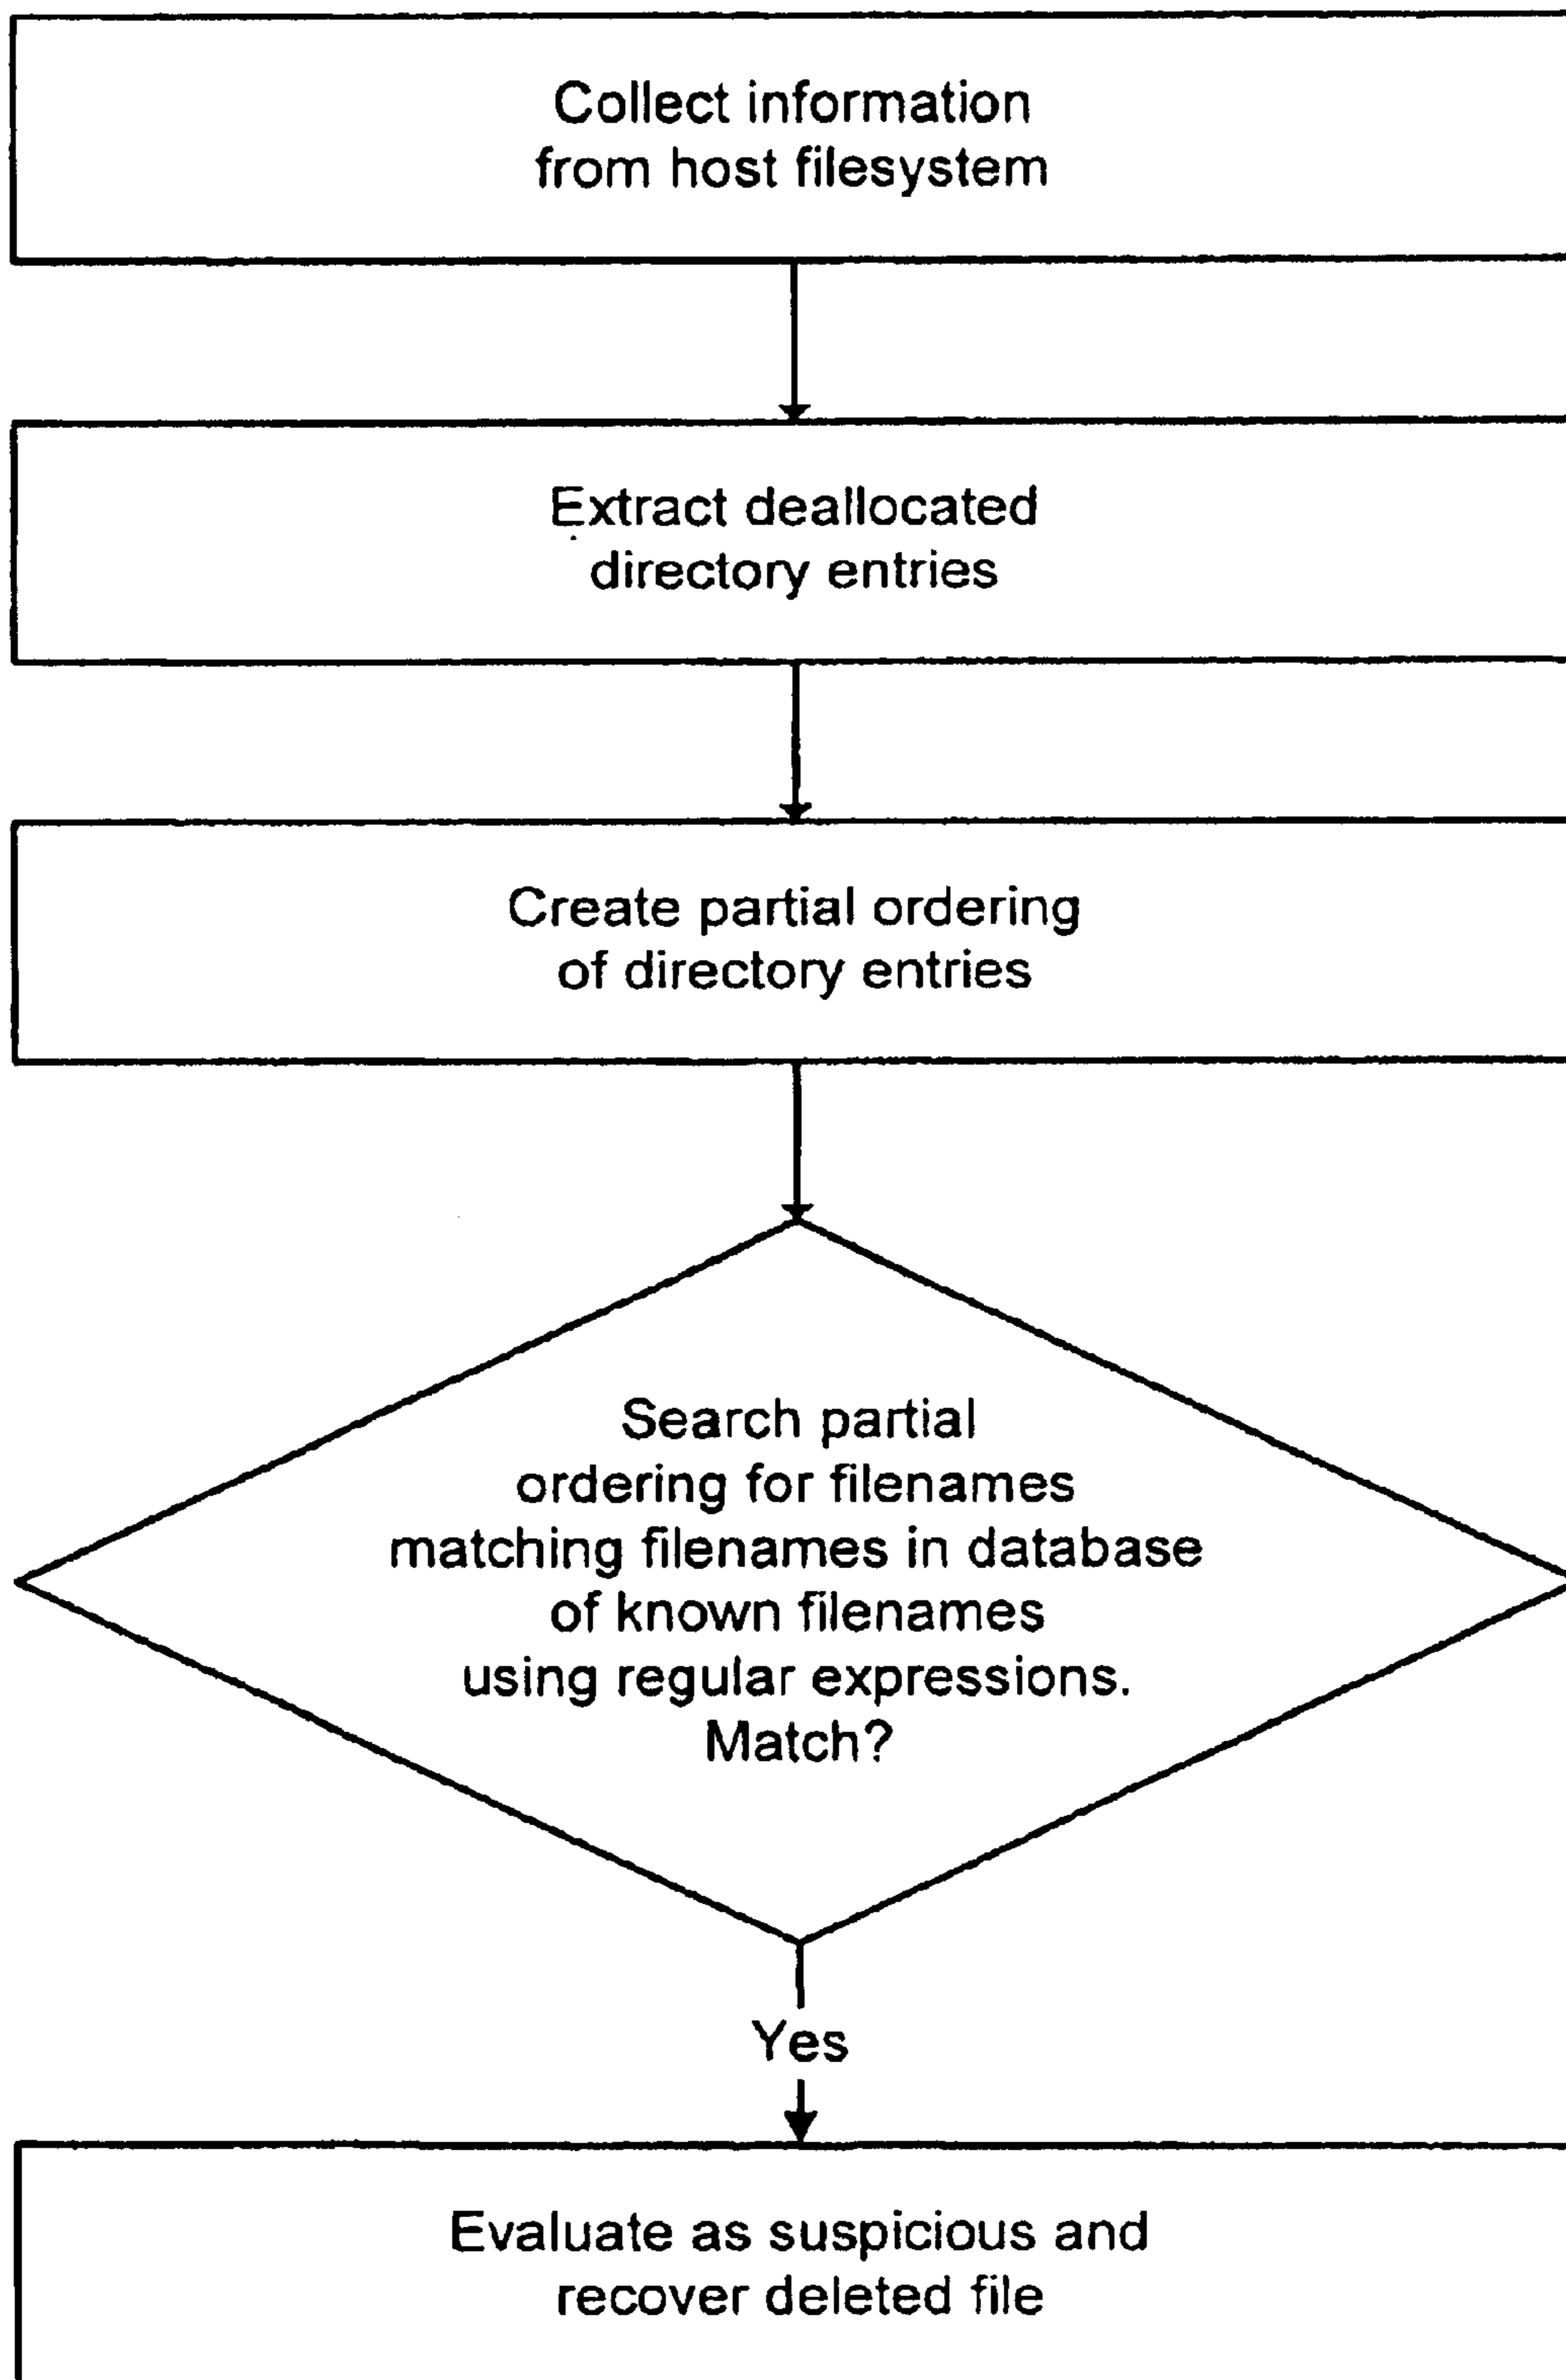 Collect information
from host filesystem
Extract deallocated
directory entries
Create partial ordering
of directory entries
Search partial
ordering for filenames
matching filenames in database
of known filenames
using regular expressions.
Match?
Yes
Evaluate as suspicious and
recover deleted file